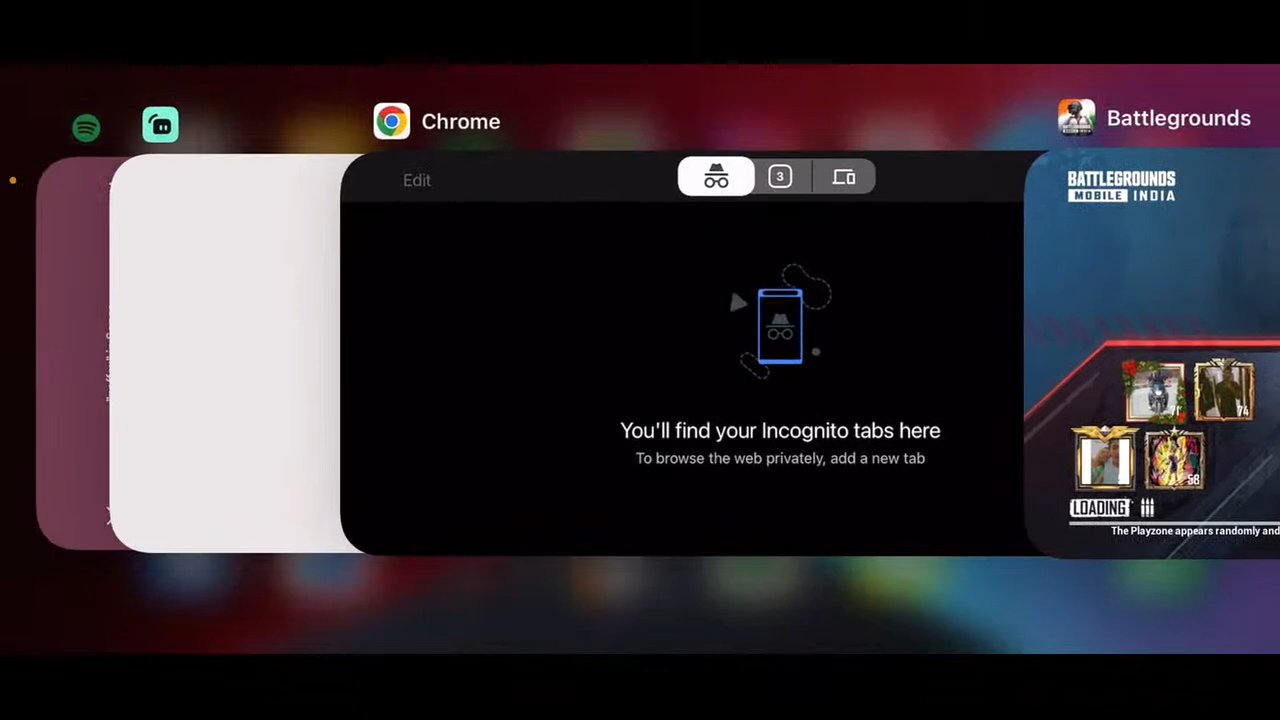 Chrome
Battlegrounds
Edit
3
BATTLEGROUNDS
MOBILE INDIA
You'll find your Incognito tabs here
To browse the web privately, add a new tab
71
74
58
LOADING
The Playzone appears randomly and